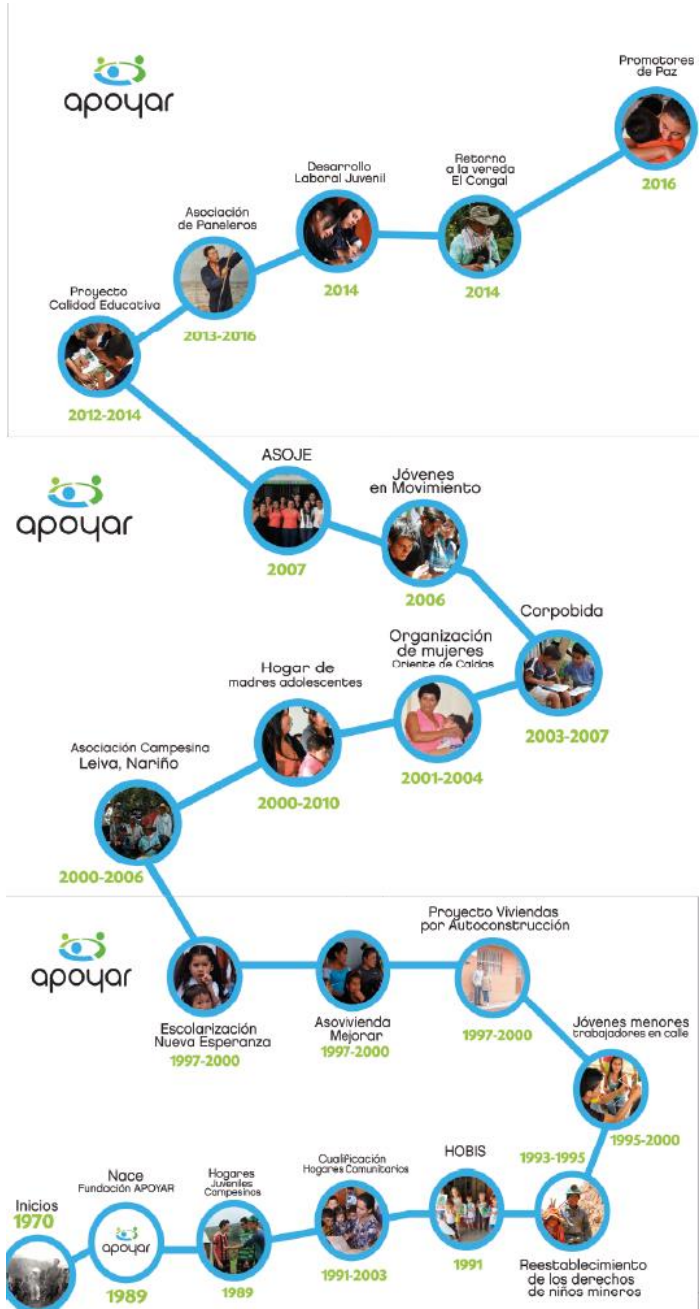 apoyar
Promotores
de Paz
2016
Retorno
a la vereda
El Congal
2014
Desarrollo
Laboral Juvenil
2014
Asociación
de Paneleros
2013-2016
Proyecto
Calidad Educativa
2012-2014
apoyar
ASOJE
2007
Jóvenes
en Movimiento
2006
Corpobida
2003-2007
Organización
de mujeres
Oriente de Caldas
2001-2004
Hogar de
madres adolescentes
2000-2010
Asociación Campesina
Leiva, Nariño
2000-2006
apoyar
Escolarización
Nueva Esperanza
1997-2000
Asovivienda
Mejorar
1997-2000
Proyecto Viviendas
por Autoconstrucción
1997-2000
Jóvenes menores
trabajadores en calle
1995-2000
1993-1995
Reestablecimiento
de los derechos
de niños mineros
HOBIS
1991
Cualificación
Hogares Comunitarios
1991-2003
Hogares
Juveniles
Campesinos
1989
Nace
Fundación APOYAR
apoyar
1989
Inicios
1970